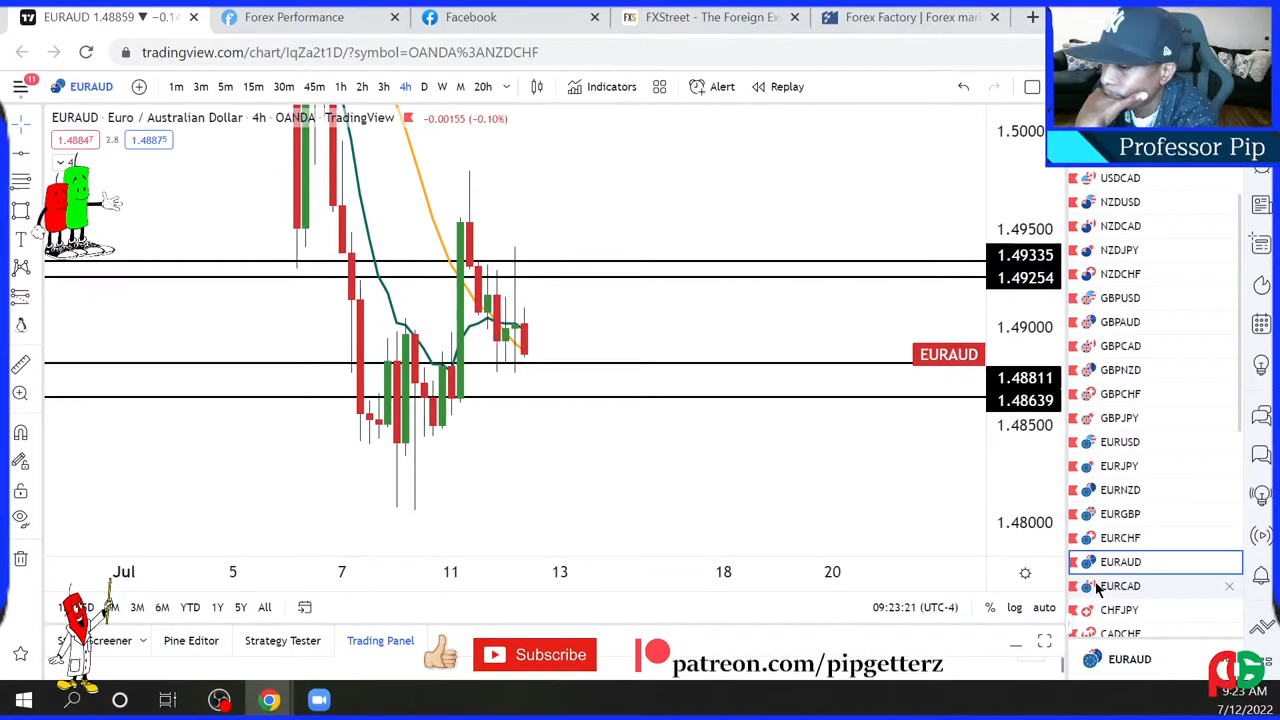 EURAUD 1.48859 ▼ −0.1
Forex Performance
Facebook
FXS
FXStreet - The Foreign Ex
Forex Factory | Forex mar
tradingview.com/chart/IqZa2t1D/?symbol=OANDA%3ANZDCHF
11
EURAUD
1m 3m 5m 15m 30m 45m 1h 2h 3h 4h D W M 20h
Indicators
Alert
Replay
Professor Pip
EURAUD · Euro / Australian Dollar · 4h · OANDA · TradingView
−0.00155 (−0.10%)
1.48847
2.8
1.48875
4
1.5000
1.49500
1.49335
1.49254
1.49000
EURAUD
1.48811
1.48639
1.48500
1.48000
USDCAD
NZDUSD
NZDCAD
NZDJPY
NZDCHF
GBPUSD
GBPAUD
GBPCAD
GBPNZD
GBPCHF
GBPJPY
EURUSD
EURJPY
EURNZD
EURGBP
EURCHF
EURAUD
EURCAD
CHFJPY
CADCHF
Jul 5 7 11 13 18 20
3M 6M YTD 1Y 5Y All
09:23:21 (UTC-4)
% log auto
Pine Editor
Strategy Tester
Trading Panel
Subscribe
patreon.com/pipgetterz
EURAUD
9:23 AM
7/12/2022